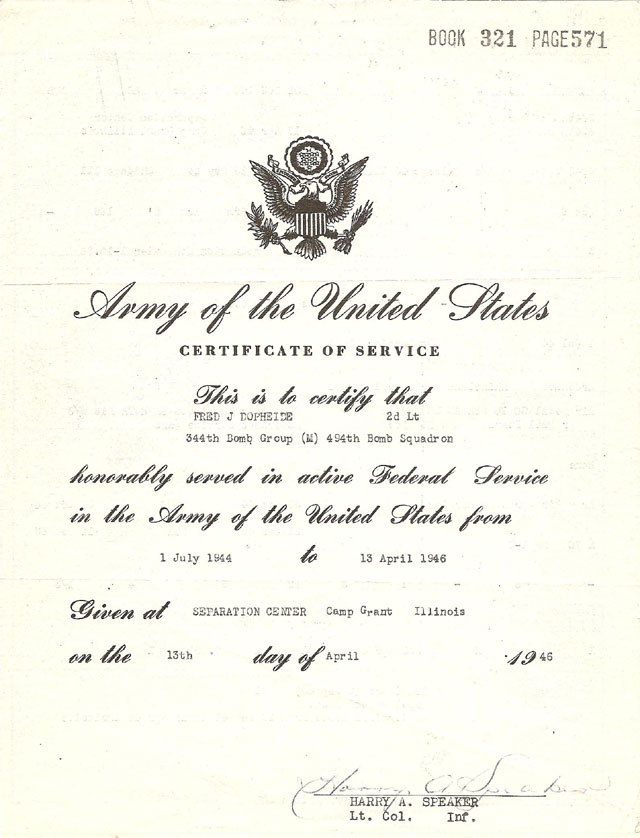 BOOK 321 PAGE571
Army of the United States
CERTIFICATE OF SERVICE
This is to certify that
FRED J DOPHEIDE 2d Lt
344th Bomb Group (M) 494th Bomb Squadron
honorably served in active Federal Service
in the Army of the United States from
1 July 1944 to 13 April 1946
Given at SEPARATION CENTER Camp Grant Illinois
on the 13th day of April 1946
Harry A Speaker
HARRY A. SPEAKER
Lt. Col. Inf.